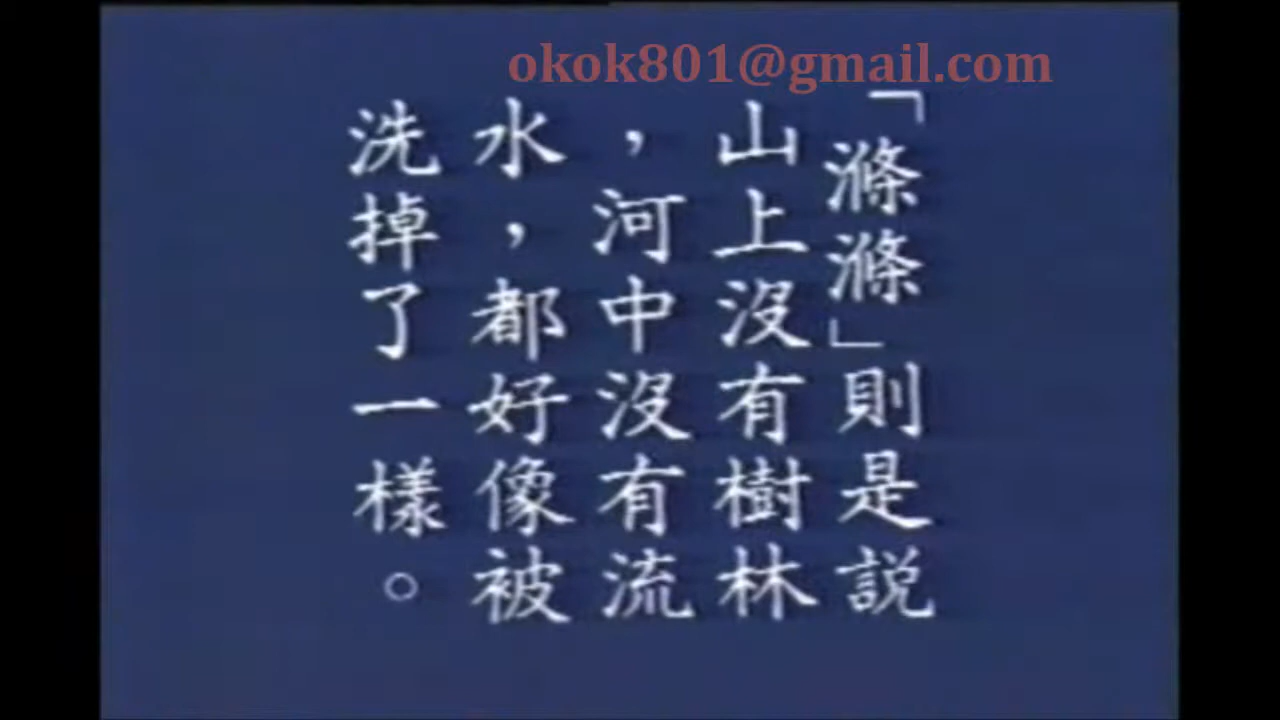 okok801@gmail.com
「滌滌」則是説
山上沒有樹林
，河中沒有流
水，都好像被
洗掉了一樣。